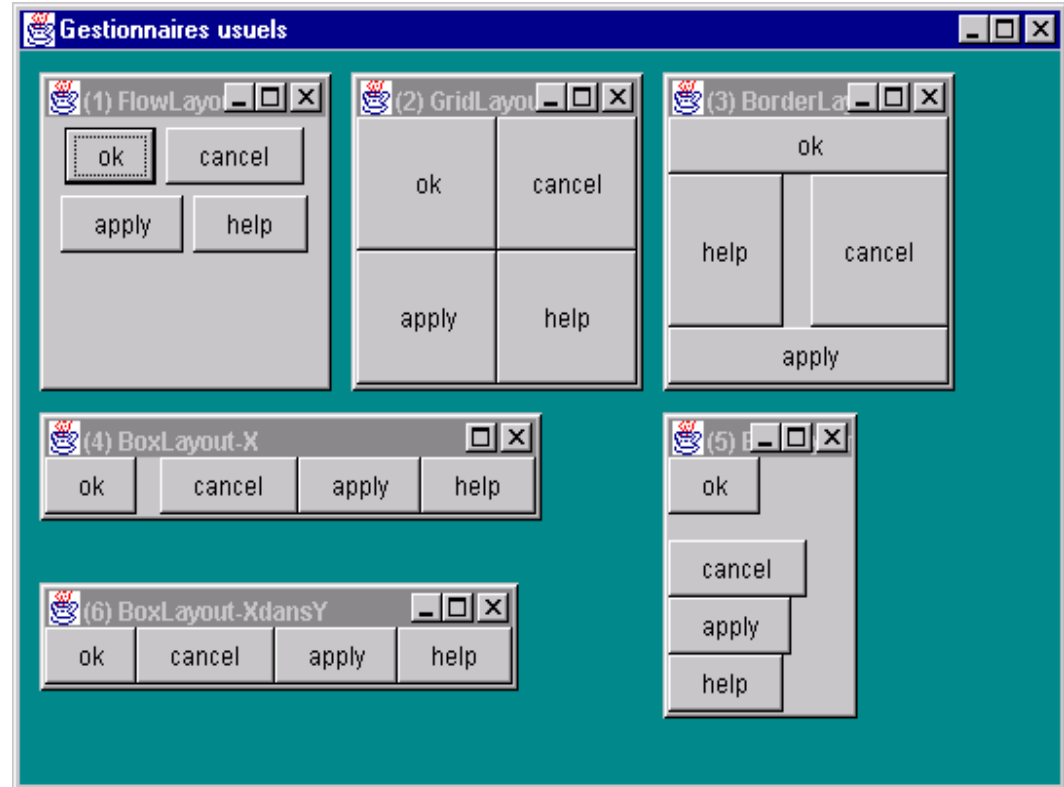 Gestionnaires usuels
(1) FlowLayou
(2) GridLayou
(3) BorderLa
ok cancel
apply help
ok cancel
apply help
ok
help cancel
apply
(4) BoxLayout-X
ok cancel apply help
(5)
ok
cancel
apply
help
(6) BoxLayout-XdansY
ok cancel apply help